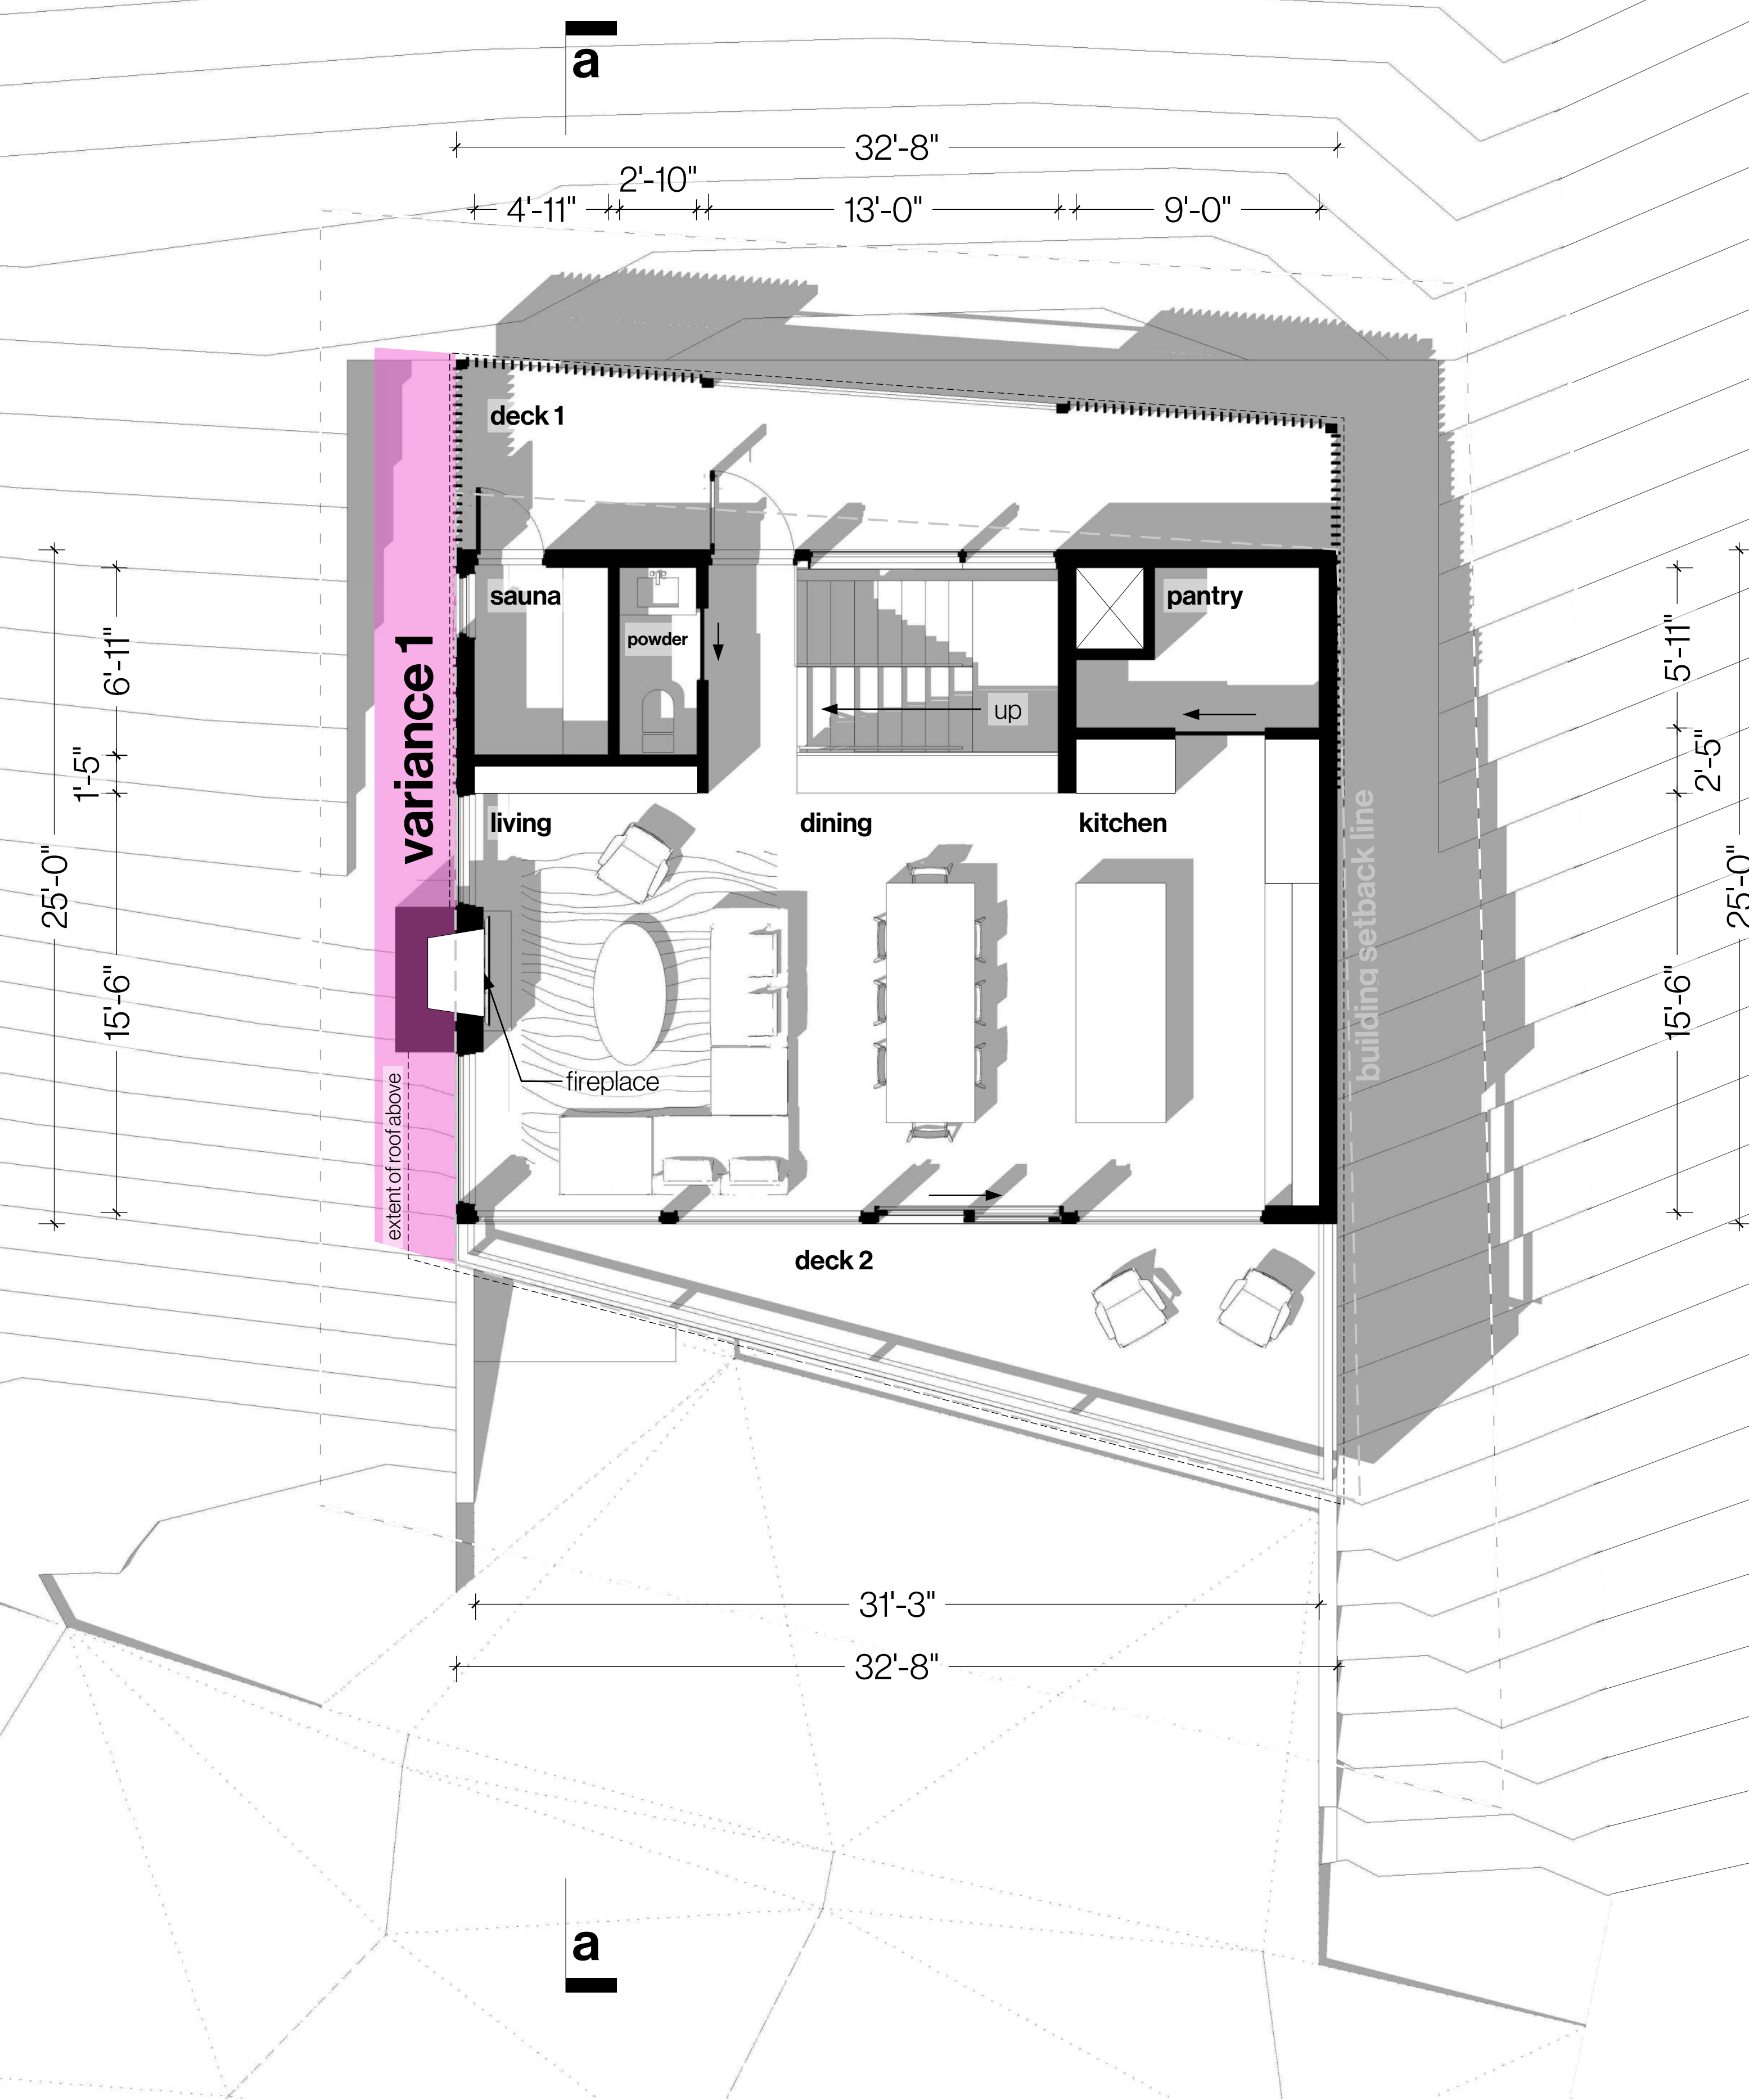 a
32'-8"
2'-10"
4'-11"
13'-0"
9'-0"
deck 1
sauna
powder
pantry
up
variance 1
6'-11"
1'-5"
25'-0"
15'-6"
5'-11"
2'-5"
25'-0"
15'-6"
living
dining
kitchen
building setback line
fireplace
extent of roof above
deck 2
31'-3"
32'-8"
a